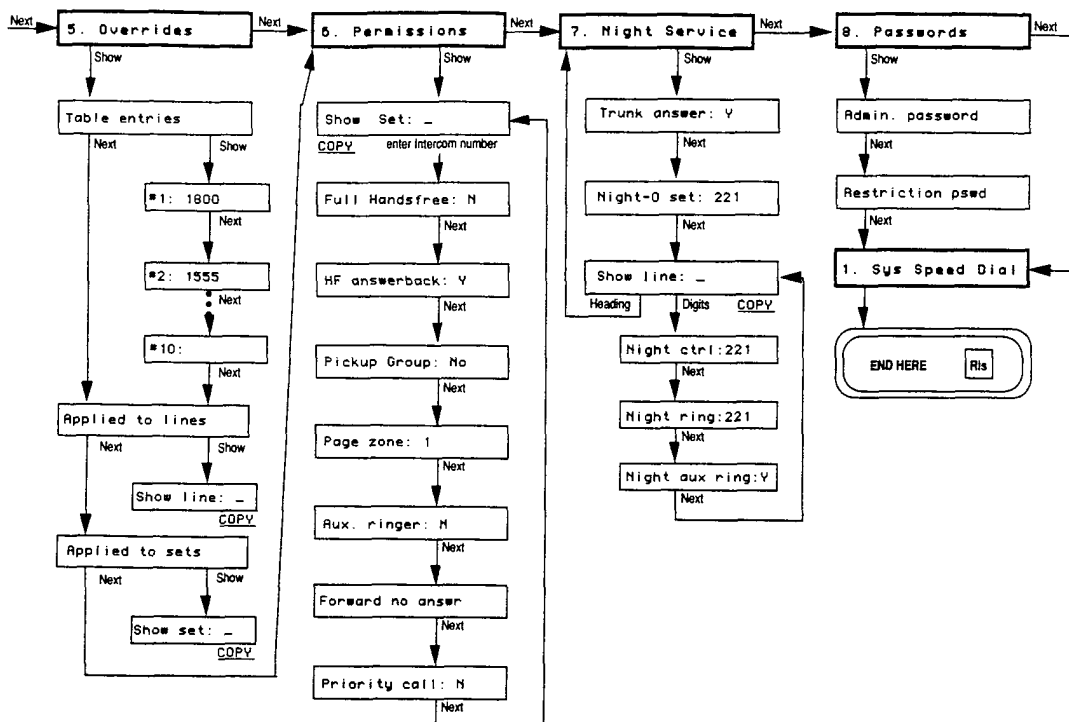 Next
5. Overrides
Next
6. Permissions
Next
7. Night Service
Next
8. Passwords
Next
Show
Table entries
Next
Show
#1: 1800
Next
#2: 1555
Next
#10:
Next
Applied to lines
Next
Show
Show line: _
COPY
Applied to sets
Next
Show
Show set: _
COPY
Show
Show Set: _
COPY
enter intercom number
Full Handsfree: N
Next
HF answerback: Y
Next
Pickup Group: No
Next
Page zone: 1
Next
Aux. ringer: N
Next
Forward no answr
Next
Priority call: N
Next
Show
Trunk answer: Y
Next
Night-O set: 221
Next
Show line: _
Heading
Digits
COPY
Night ctrl:221
Next
Night ring:221
Next
Night aux ring:Y
Next
Show
Admin. password
Next
Restriction pswd
Next
1. Sys Speed Dial
END HERE
Rls